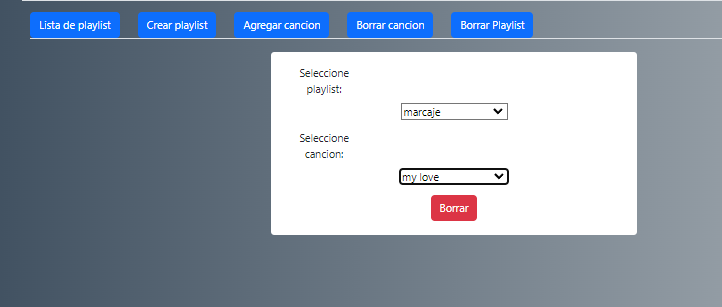 Lista de playlist Crear playlist Agregar cancion Borrar cancion Borrar Playlist
Seleccione
playlist:
marcaje
Seleccione
cancion:
my love
Borrar